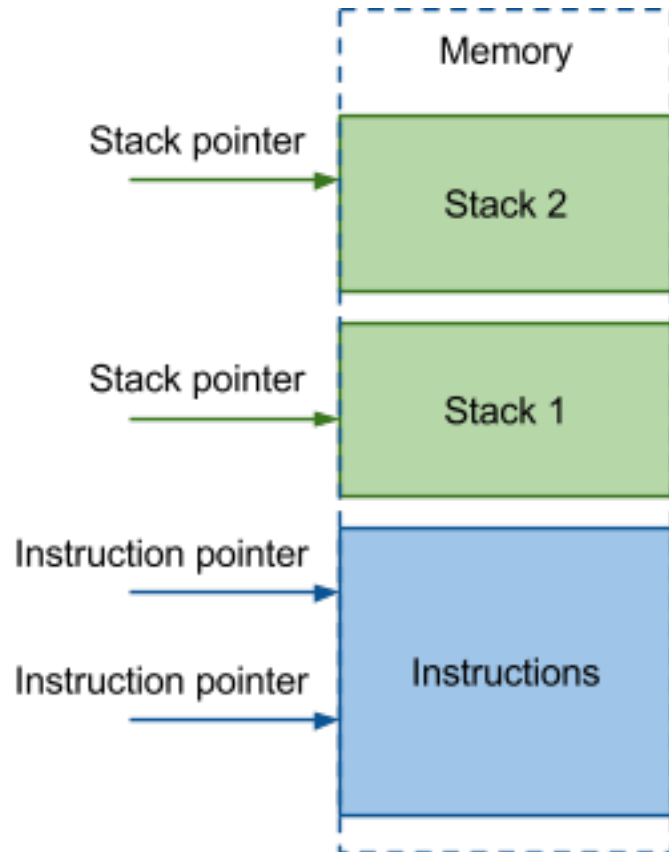 Memory
Stack pointer
Stack 2
Stack pointer
Stack 1
Instruction pointer
Instruction pointer
Instructions